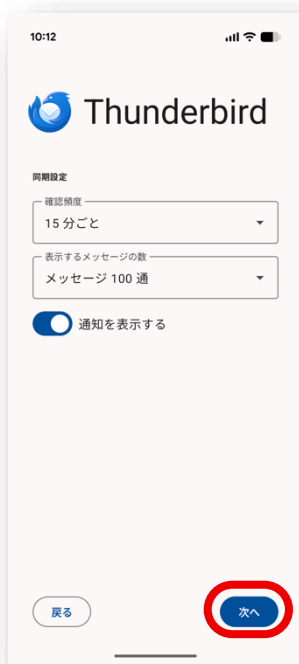 10:12
Thunderbird
同期設定
確認頻度
15 分ごと
表示するメッセージの数
メッセージ 100 通
通知を表示する
戻る
次へ